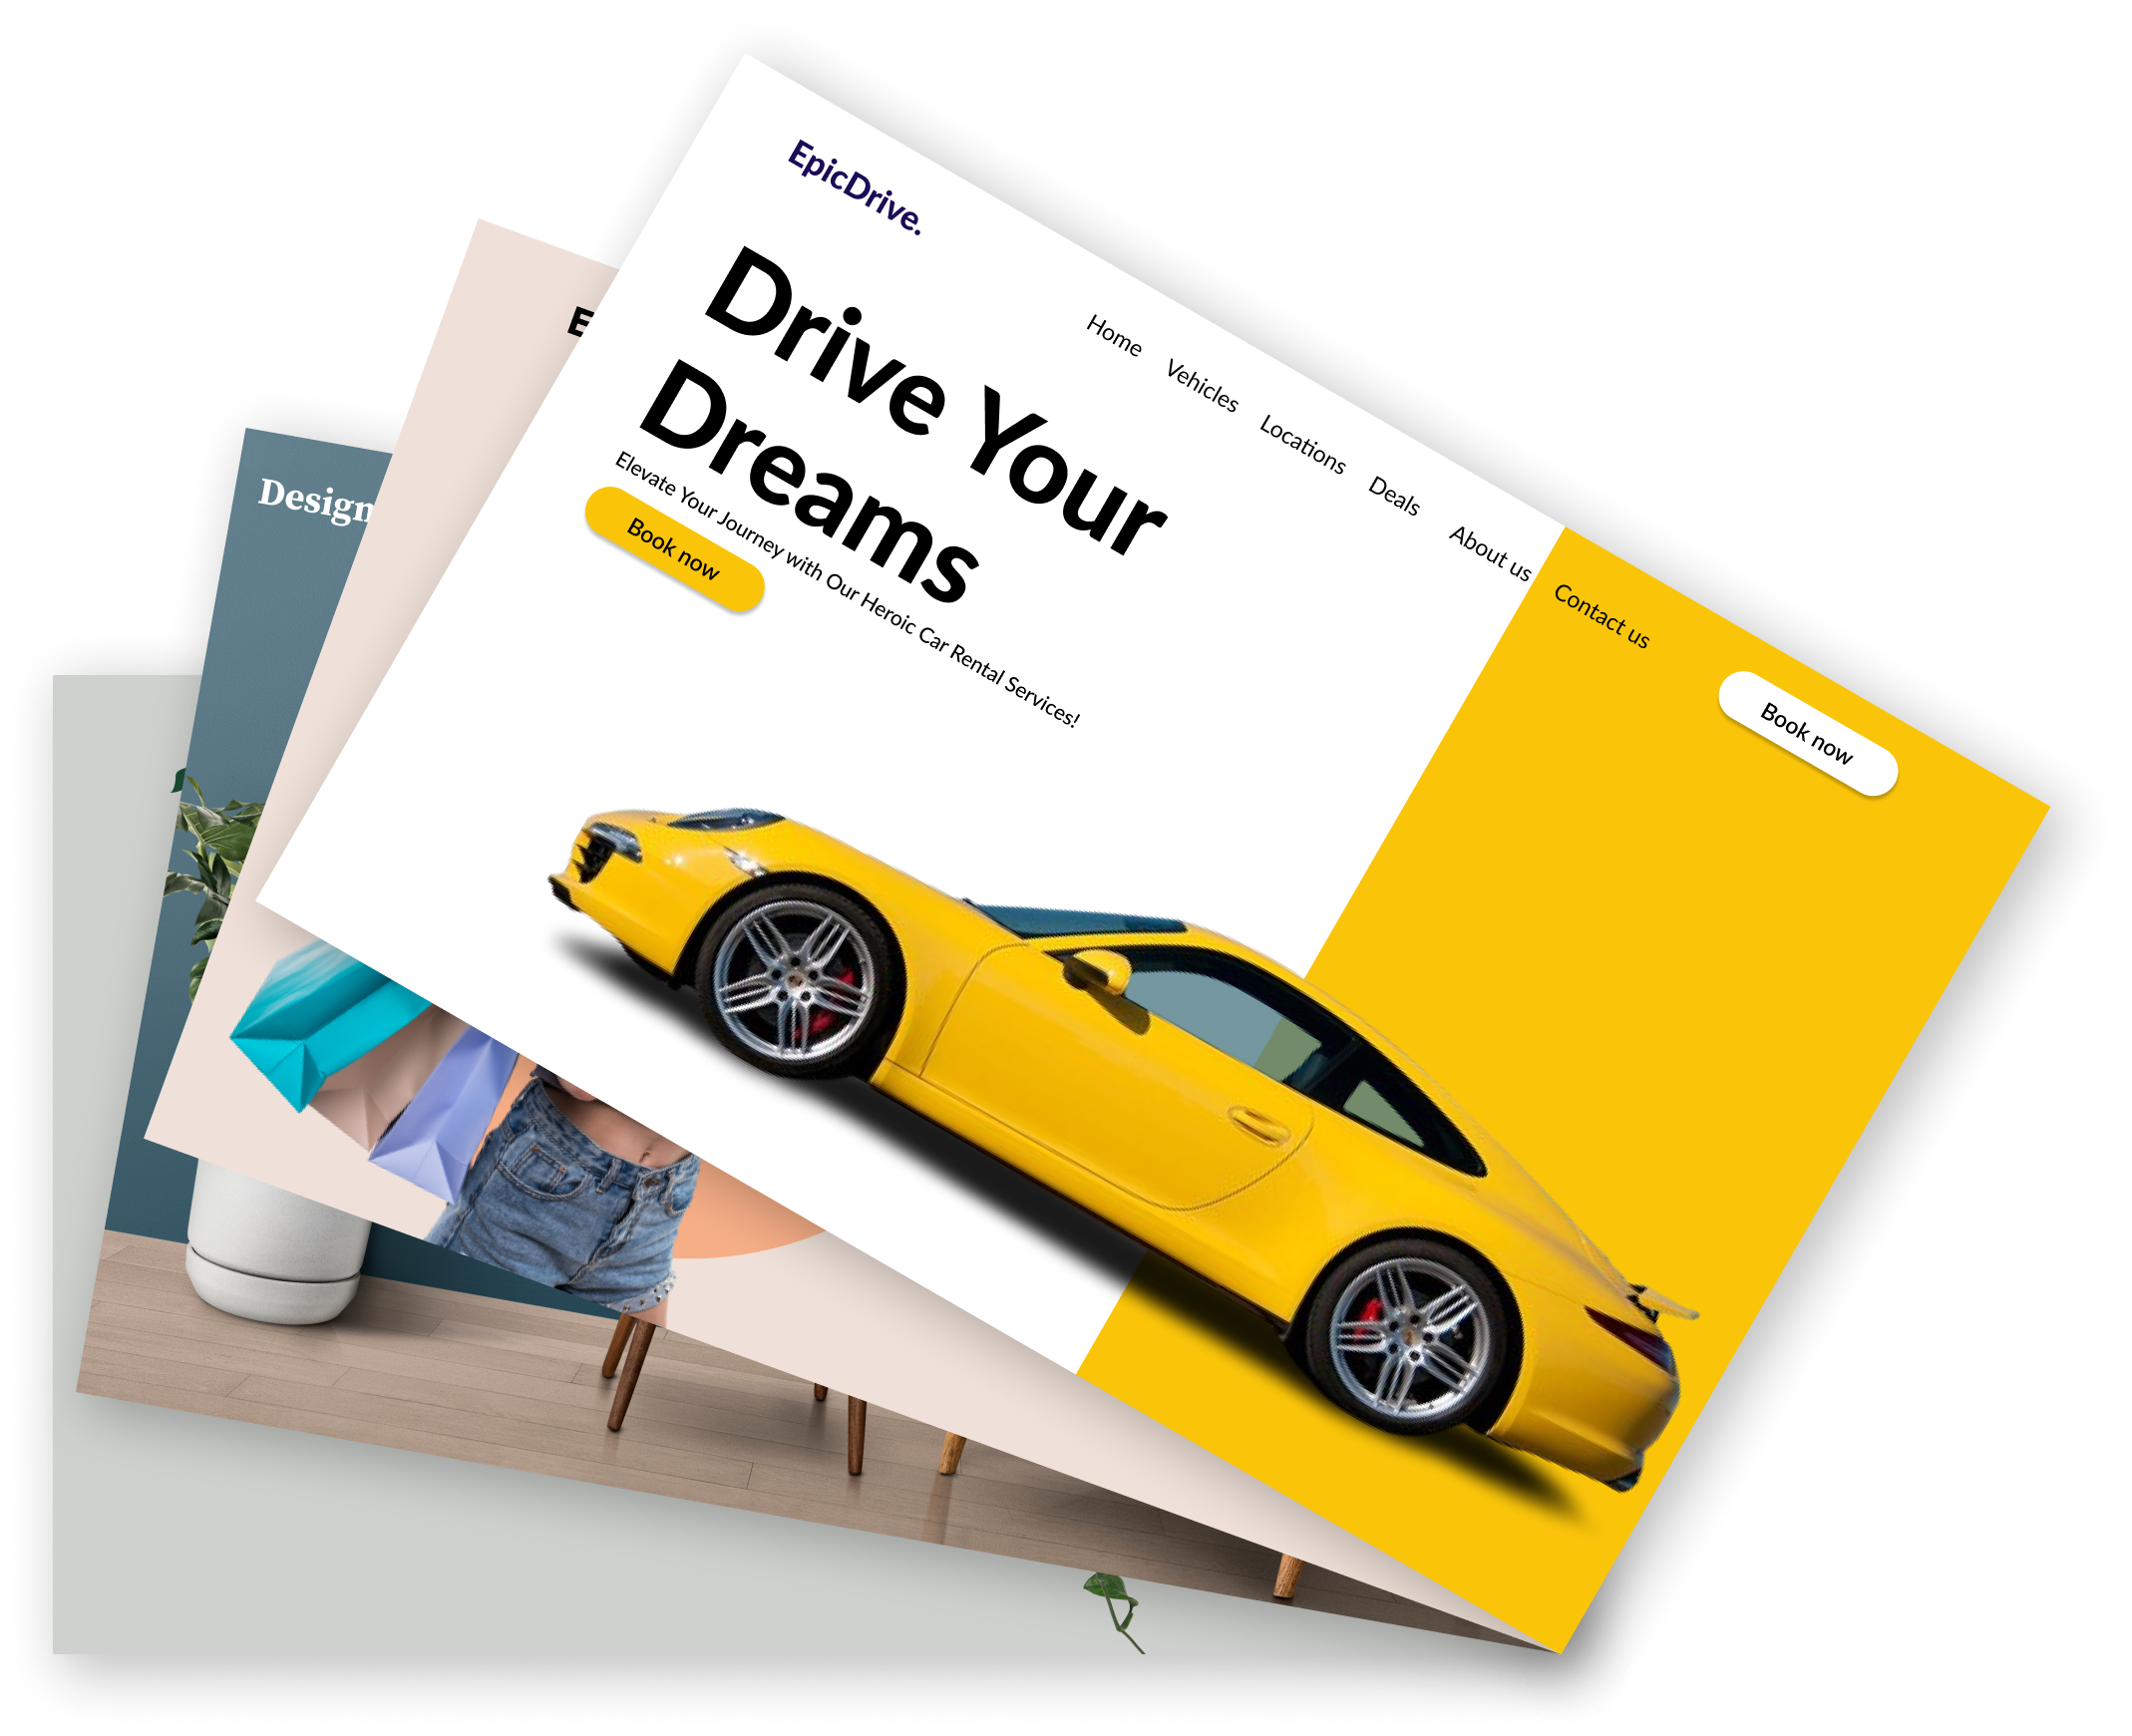 EpicDrive.
Home Vehicles Locations Deals About us Contact us Book now
Drive Your
Dreams
Elevate Your Journey with Our Heroic Car Rental Services!
Book now
E
Design